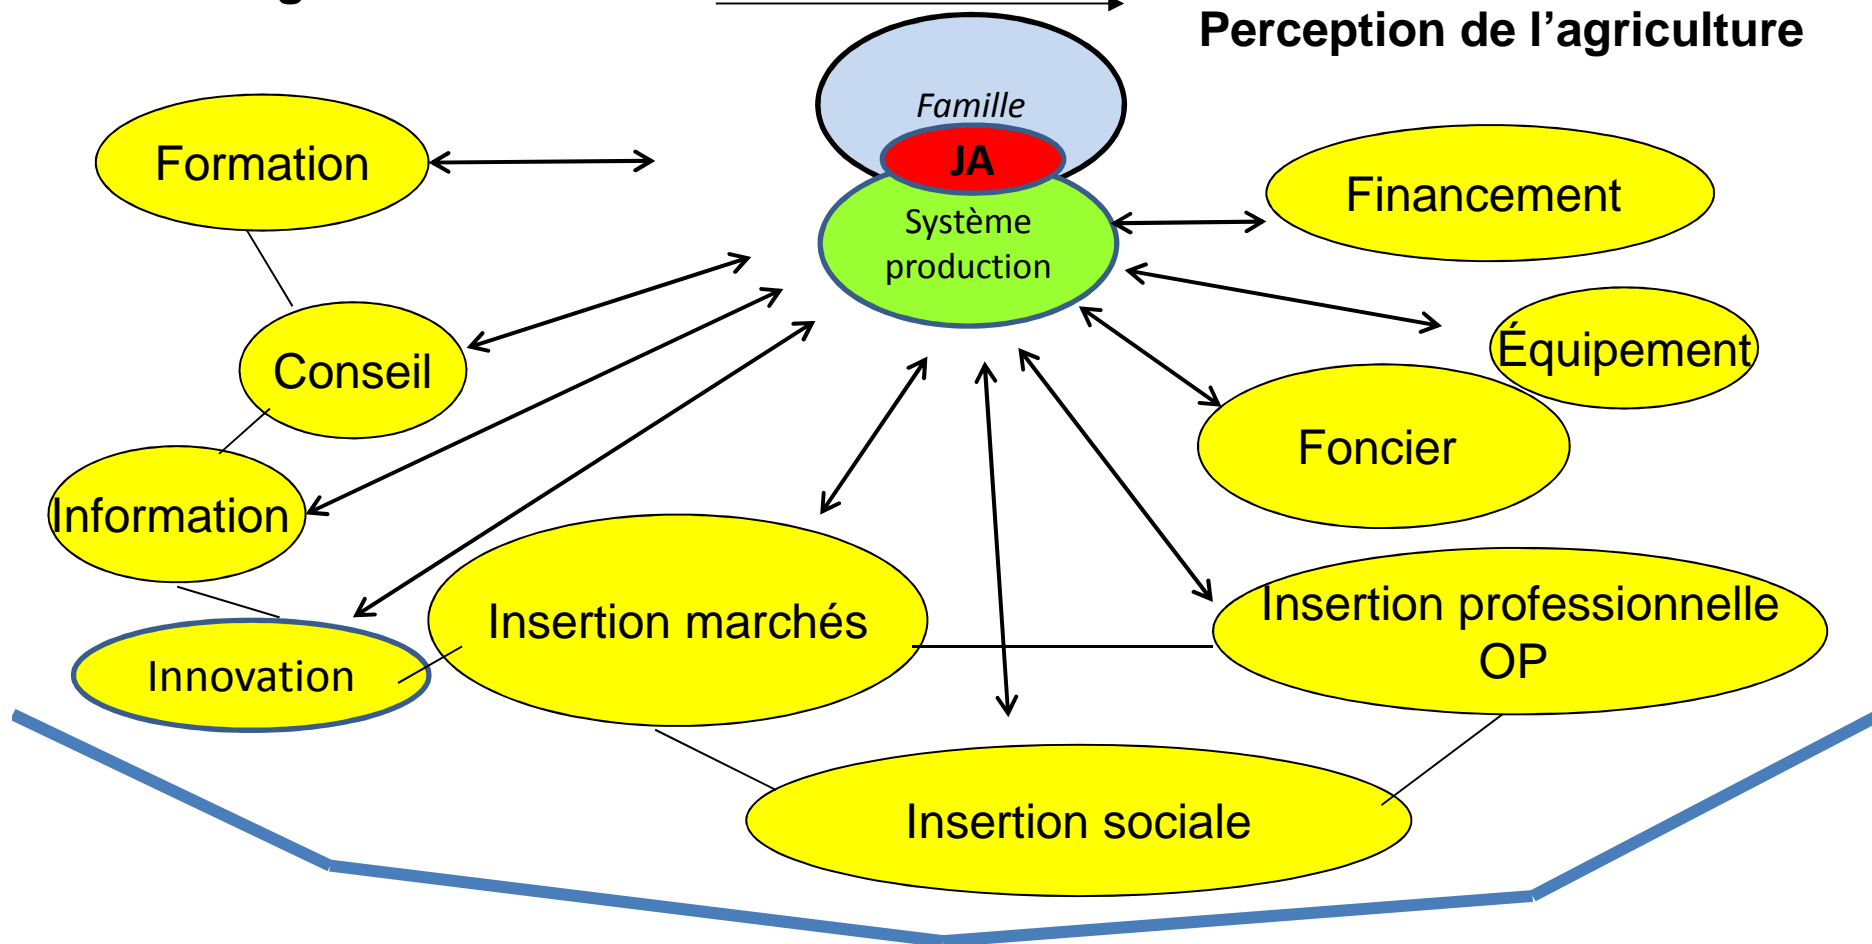 Perception de l’agriculture
Famille
JA
Système
production
Formation
Financement
Conseil
Équipement
Foncier
Information
Insertion marchés
Insertion professionnelle
OP
Innovation
Insertion sociale